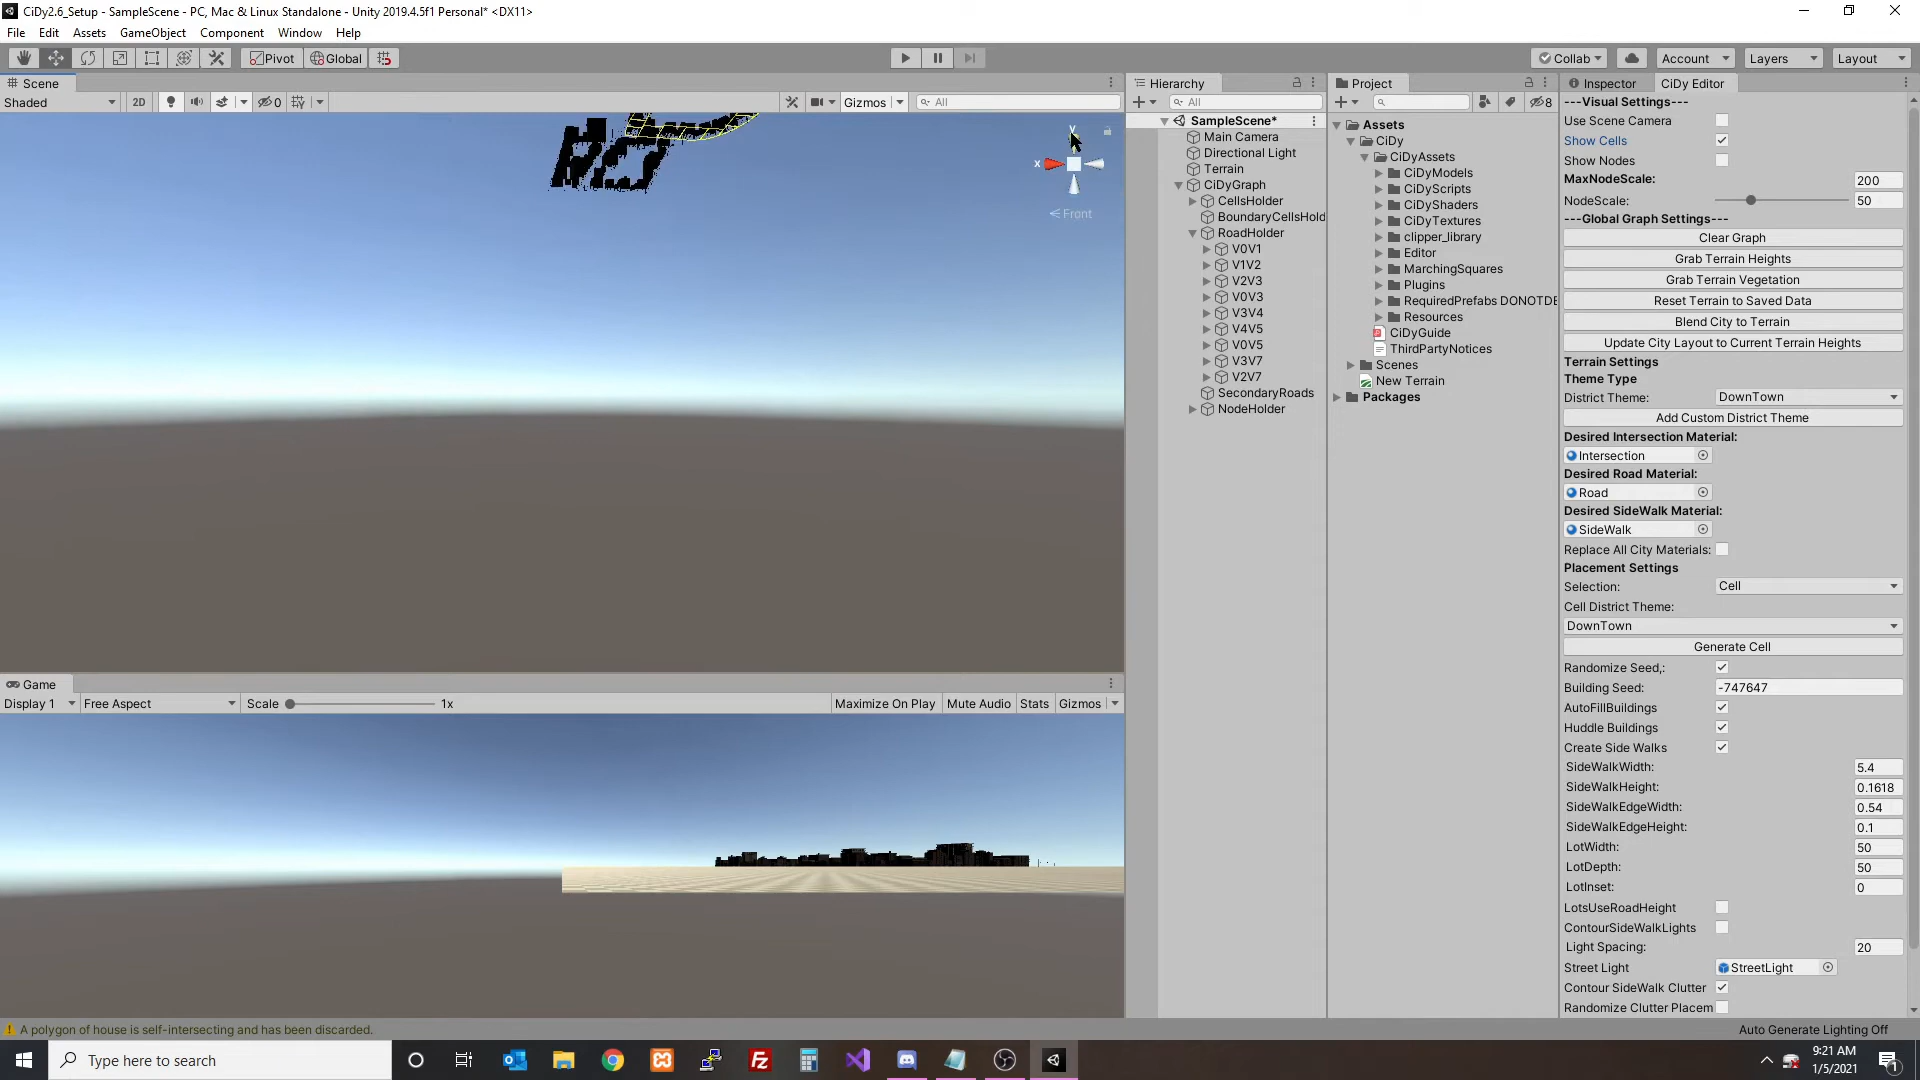 CiDy2.6_Setup - SampleScene - PC, Mac & Linux Standalone - Unity 2019.4.5f1 Personal* <DX11>
File Edit Assets GameObject Component Window Help
Pivot Global
Collab Account Layers Layout
Scene
Shaded 2D 0 Gizmos All
y
x
Front
Game
Display 1 Free Aspect Scale 1x Maximize On Play Mute Audio Stats Gizmos
Hierarchy
All
SampleScene*
Main Camera
Directional Light
Terrain
CiDyGraph
CellsHolder
BoundaryCellsHold
RoadHolder
V0V1
V1V2
V2V3
V0V3
V3V4
V4V5
V0V5
V3V7
V2V7
SecondaryRoads
NodeHolder
Project
8
Assets
CiDy
CiDyAssets
CiDyModels
CiDyScripts
CiDyShaders
CiDyTextures
clipper_library
Editor
MarchingSquares
Plugins
RequiredPrefabs DONOTDE
Resources
CiDyGuide
ThirdPartyNotices
Scenes
New Terrain
Packages
Inspector CiDy Editor
---Visual Settings---
Use Scene Camera
Show Cells
Show Nodes
MaxNodeScale: 200
NodeScale: 50
---Global Graph Settings---
Clear Graph
Grab Terrain Heights
Grab Terrain Vegetation
Reset Terrain to Saved Data
Blend City to Terrain
Update City Layout to Current Terrain Heights
Terrain Settings
Theme Type
District Theme: DownTown
Add Custom District Theme
Desired Intersection Material:
Intersection
Desired Road Material:
Road
Desired SideWalk Material:
SideWalk
Replace All City Materials:
Placement Settings
Selection: Cell
Cell District Theme:
DownTown
Generate Cell
Randomize Seed,:
Building Seed: -747647
AutoFillBuildings
Huddle Buildings
Create Side Walks
SideWalkWidth: 5.4
SideWalkHeight: 0.1618
SideWalkEdgeWidth: 0.54
SideWalkEdgeHeight: 0.1
LotWidth: 50
LotDepth: 50
LotInset: 0
LotsUseRoadHeight
ContourSideWalkLights
Light Spacing: 20
Street Light StreetLight
Contour SideWalk Clutter
Randomize Clutter Placem
A polygon of house is self-intersecting and has been discarded.
Auto Generate Lighting Off
Type here to search
9:21 AM
1/5/2021
1